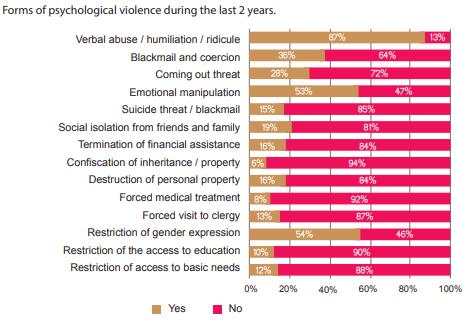 Forms of psychological violence during the last 2 years.
Verbal abuse / humiliation / ridicule 87% 13%
Blackmail and coercion 36% 64%
Coming out threat 28% 72%
Emotional manipulation 53% 47%
Suicide threat / blackmail 15% 85%
Social isolation from friends and family 19% 81%
Termination of financial assistance 16% 84%
Confiscation of inheritance / property 6% 94%
Destruction of personal property 16% 84%
Forced medical treatment 8% 92%
Forced visit to clergy 13% 87%
Restriction of gender expression 54% 46%
Restriction of the access to education 10% 90%
Restriction of access to basic needs 12% 88%
0% 20% 40% 60% 80% 100%
Yes No